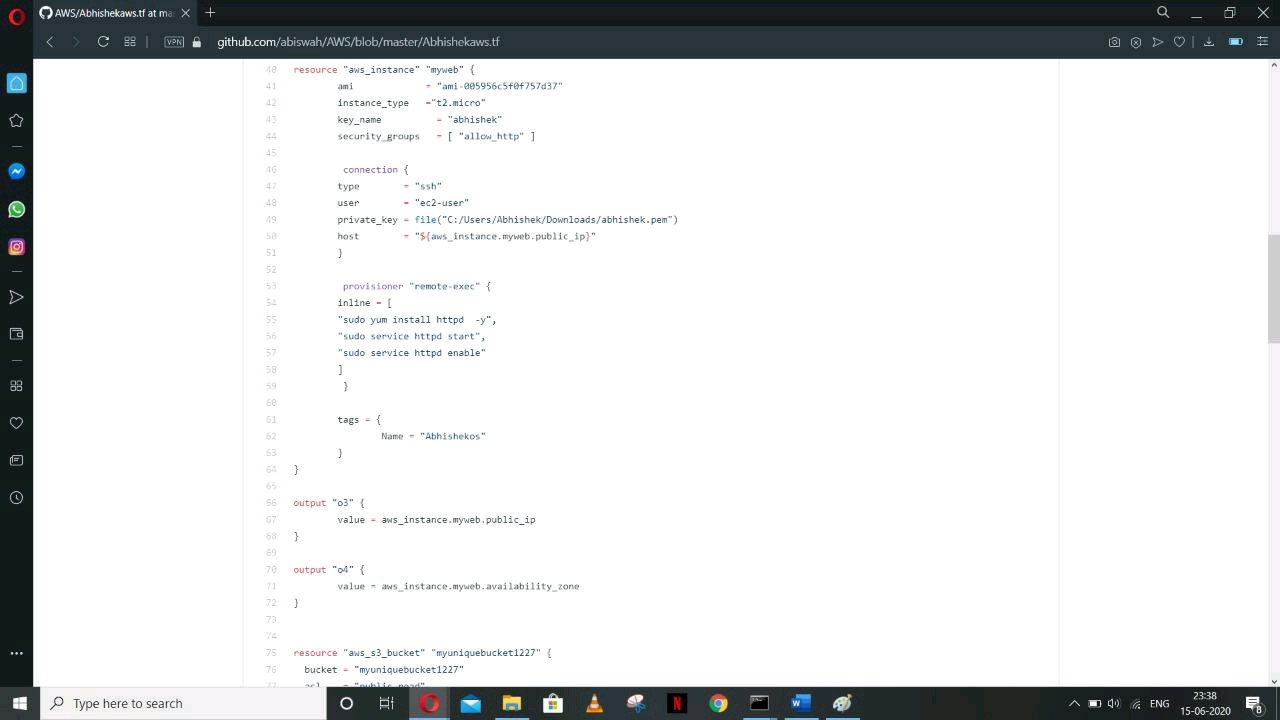 AWS/Abhishekaws.tf at ma
VPN
github.com/abiswah/AWS/blob/master/Abhishekaws.tf
40 resource "aws_instance" "myweb" {
41 ami = "ami-005956c5f0f757d37"
42 instance_type ="t2.micro"
43 key_name = "abhishek"
44 security_groups = [ "allow_http" ]
45
46 connection {
47 type = "ssh"
48 user = "ec2-user"
49 private_key = file("C:/Users/Abhishek/Downloads/abhishek.pem")
50 host = "${aws_instance.myweb.public_ip}"
51 }
52
53 provisioner "remote-exec" {
54 inline = [
55 "sudo yum install httpd  -y",
56 "sudo service httpd start",
57 "sudo service httpd enable"
58 ]
59 }
60
61 tags = {
62 Name = "Abhishekos"
63 }
64 }
65
66 output "o3" {
67 value = aws_instance.myweb.public_ip
68 }
69
70 output "o4" {
71 value = aws_instance.myweb.availability_zone
72 }
73
74
75 resource "aws_s3_bucket" "myuniquebucket1227" {
76 bucket = "myuniquebucket1227"
77 acl = "public-read"
Type here to search
N
ENG
23:38
15-06-2020
8